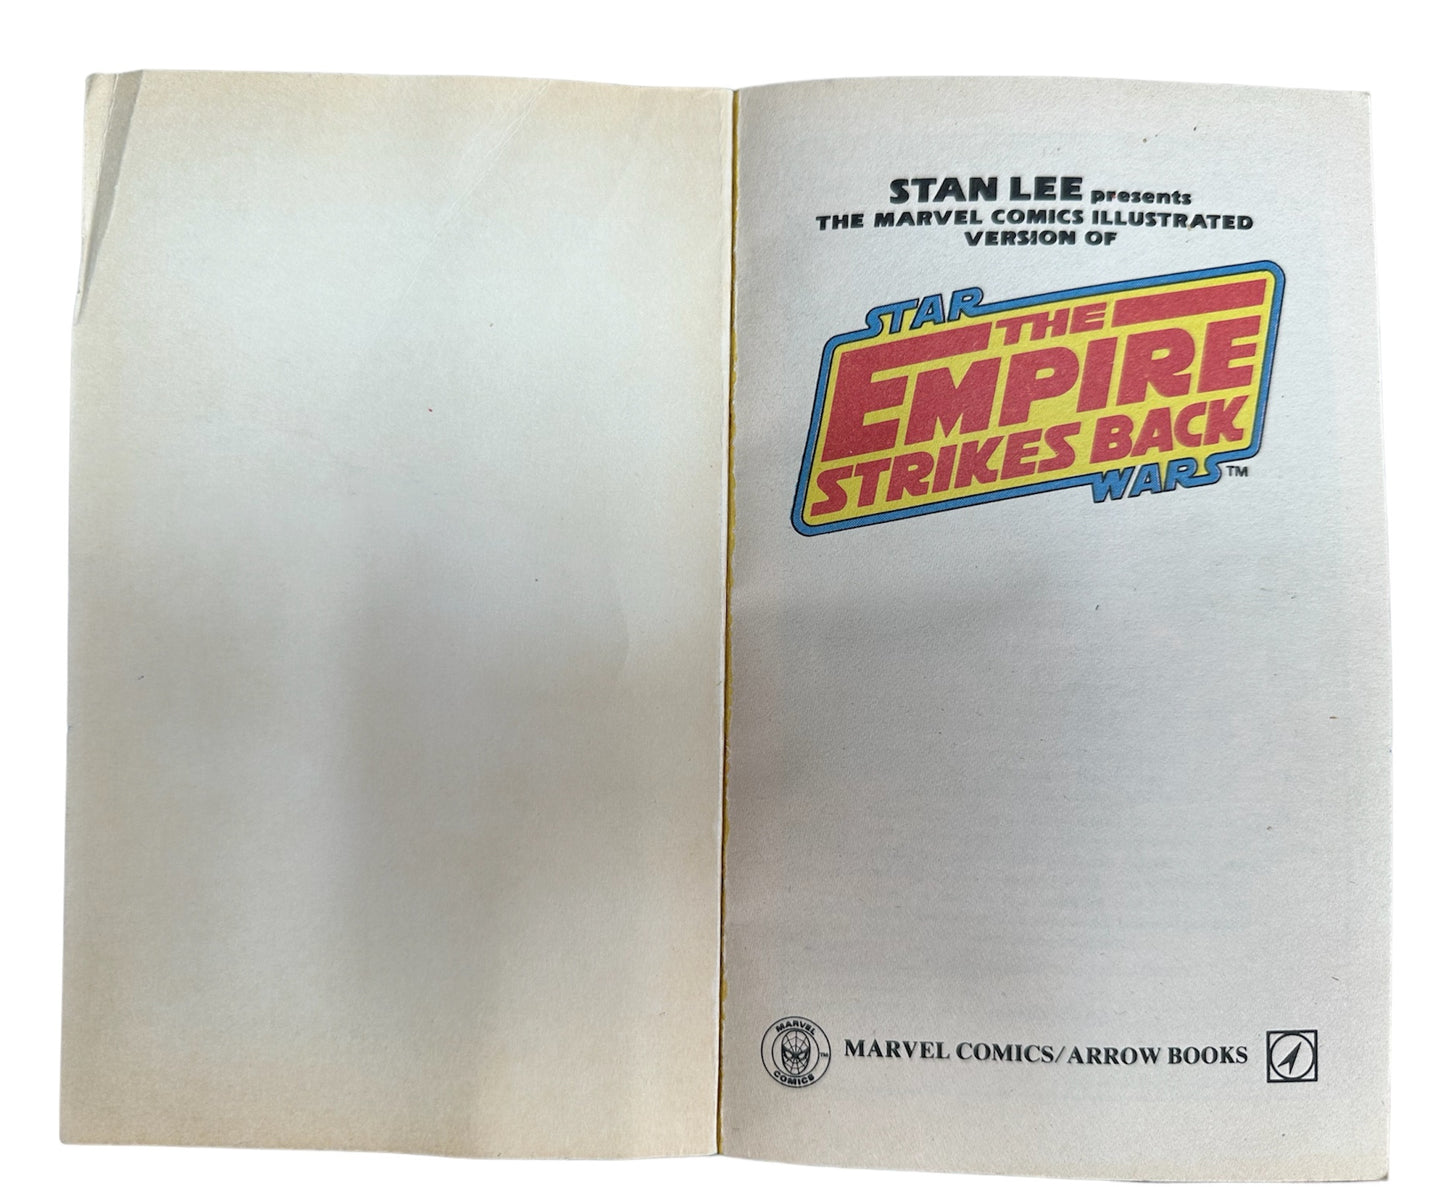 STAN LEE presents
THE MARVEL COMICS ILLUSTRATED
VERSION OF
STAR
THE
EMPIRE
STRIKES BACK
WARS™
MARVEL
COMICS
™
MARVEL COMICS/ARROW BOOKS